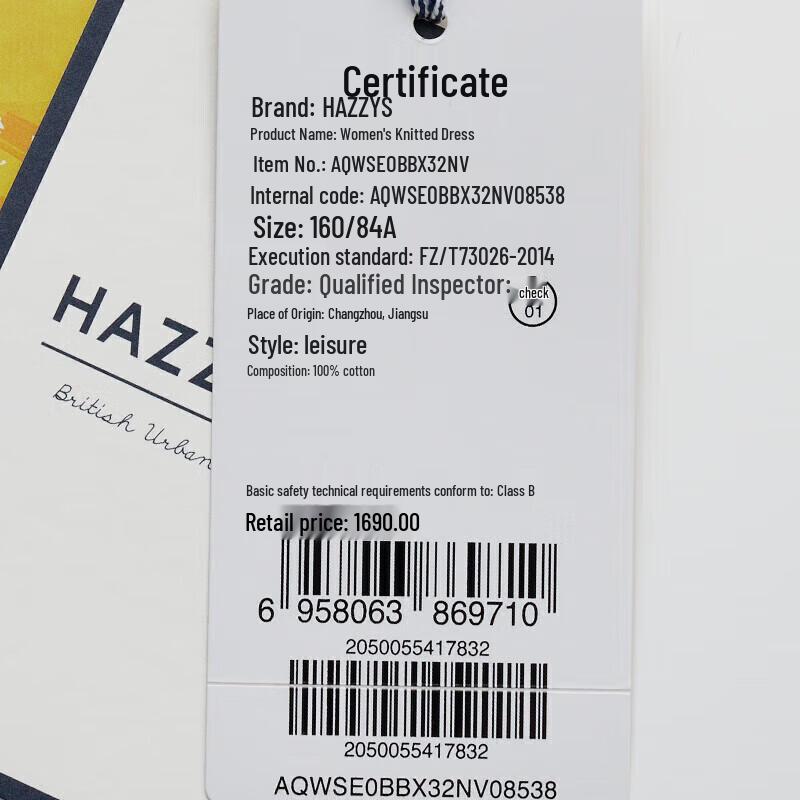 Certificate
Brand: HAZZYS
Product Name: Women's Knitted Dress
Item No.: AQWSE0BBX32NV
Internal code: AQWSE0BBX32NV08538
Size: 160/84A
Execution standard: FZ/T73026-2014
Grade: Qualified Inspector:
check
01
Place of Origin: Changzhou, Jiangsu
Style: leisure
Composition: 100% cotton
HAZZ
British Urban
Basic safety technical requirements conform to: Class B
Retail price: 1690.00
6 958063 869710
2050055417832
2050055417832
AQWSE0BBX32NV08538